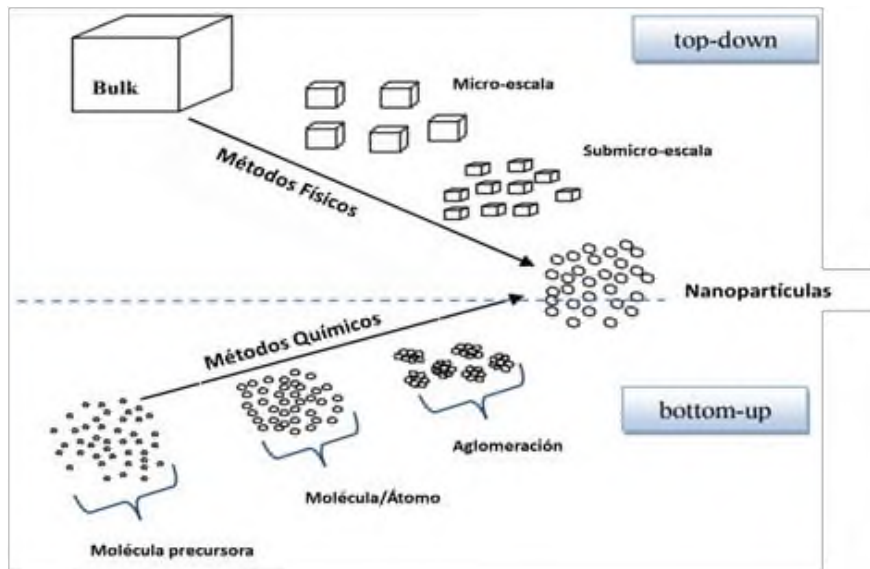 top-down
Bulk
Micro-escala
Submicro-escala
Métodos Físicos
Nanopartículas
Métodos Químicos
bottom-up
Aglomeración
Molécula/Átomo
Molécula precursora